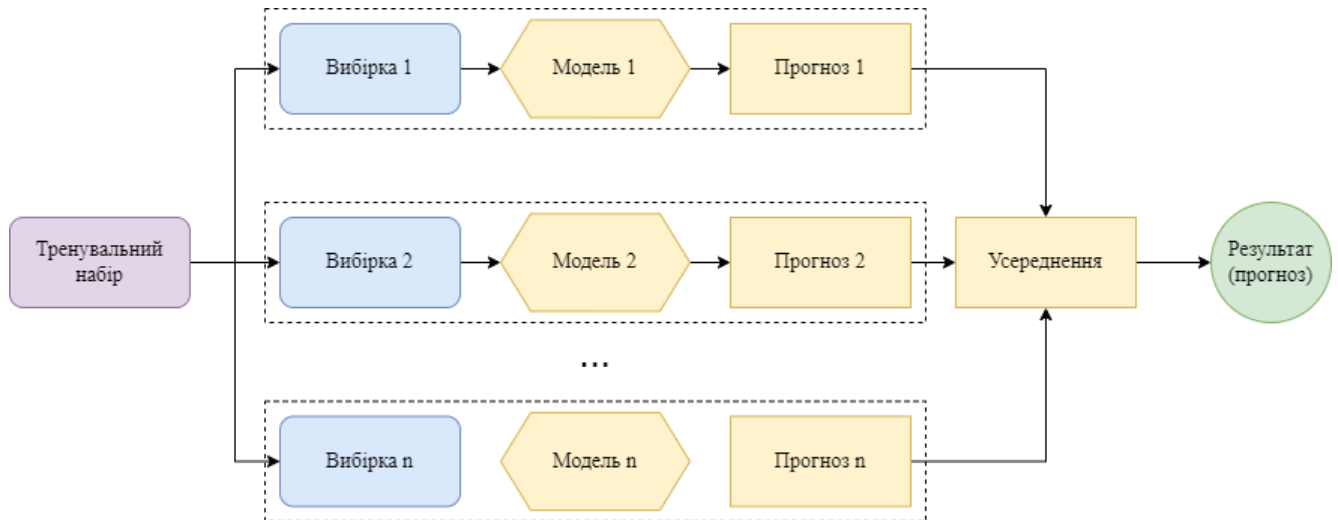 Вибірка 1
Модель 1
Прогноз 1
Тренувальний
набір
Вибірка 2
Модель 2
Прогноз 2
Усереднення
Результат
(прогноз)
...
Вибірка n
Модель n
Прогноз n